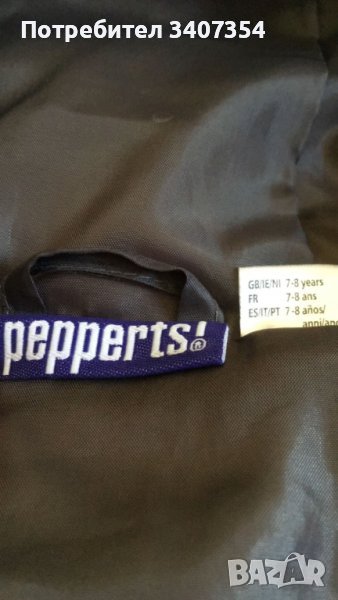 Потребител 3407354
GB/IE/NI 7-8 years
FR 7-8 ans
ES/IT/PT 7-8 años/
pepperts!
BAZAR